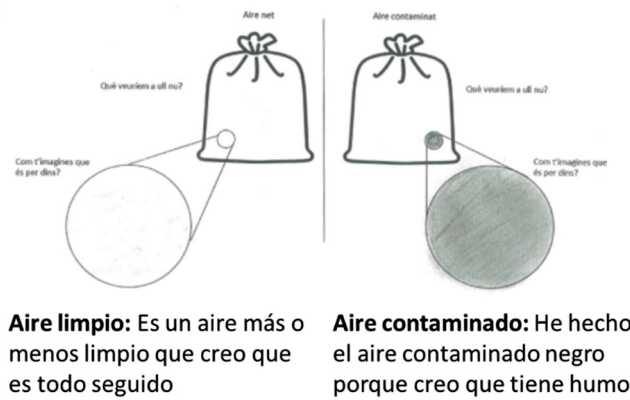 Aire net
Què veuríem a ull nu?
Com t'imagines que
és per dins?
Aire contaminat
Què veuríem a ull nu?
Com t'imagines que
és per dins?
Aire limpio: Es un aire más o
menos limpio que creo que
es todo seguido
Aire contaminado: He hecho
el aire contaminado negro
porque creo que tiene humo